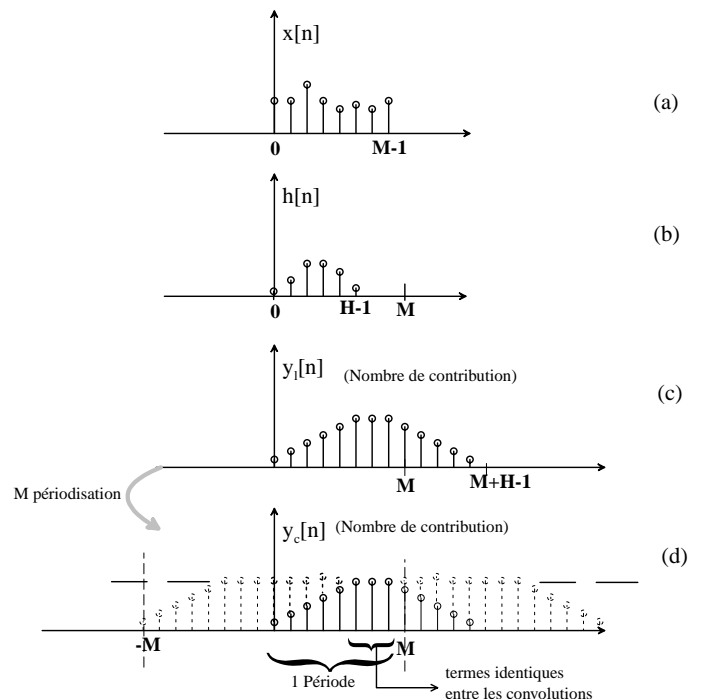 x[n]
(a)
0 M-1
h[n]
(b)
0 H-1 M
y_l[n] (Nombre de contribution)
(c)
M M+H-1
M périodisation
y_c[n] (Nombre de contribution)
(d)
-M M
1 Période
termes identiques
entre les convolutions